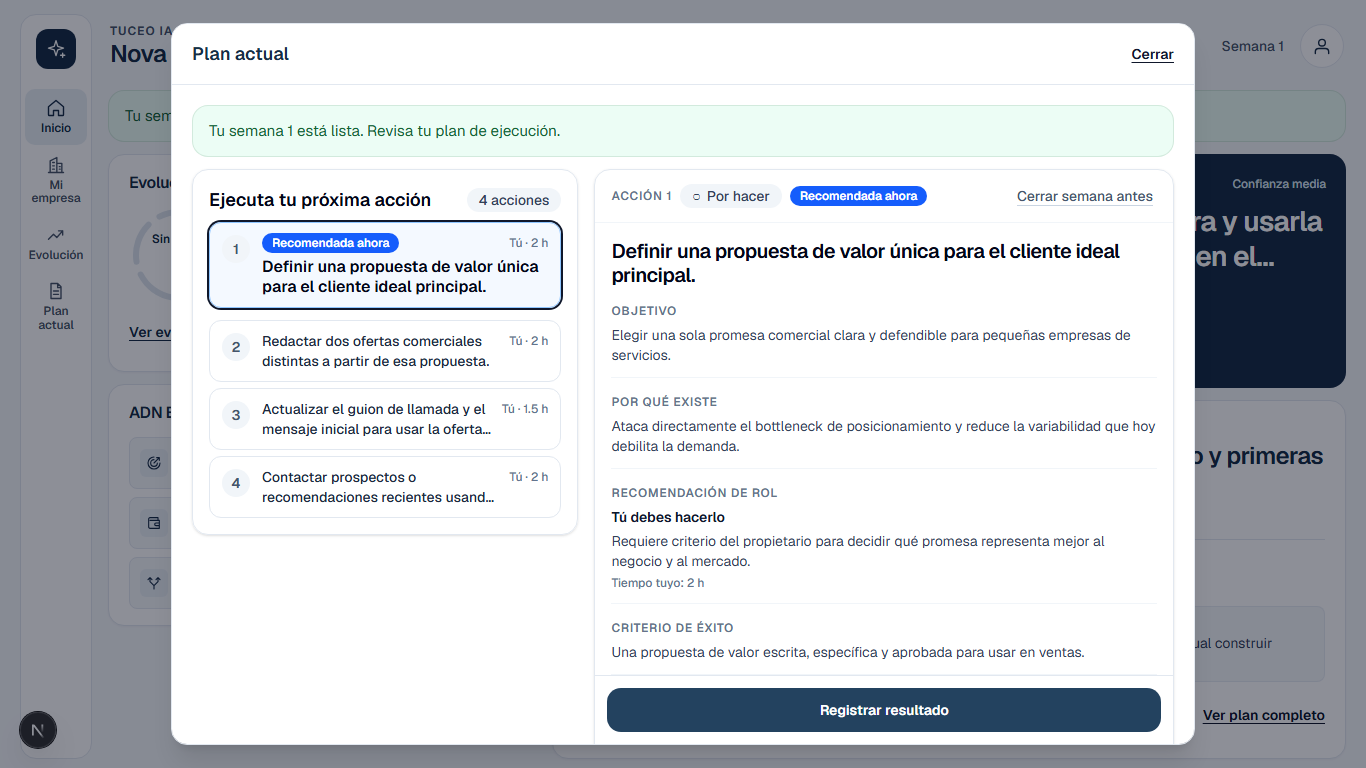 TUCEO IA
Nova
Semana 1
Inicio
Mi
empresa
Evolución
Plan
actual
Tu sem
Evolu
Sin
Ver ev
ADN E
Confianza media
ra y usarla
en el...
o y primeras
ual construir
Ver plan completo
N
Plan actual
Cerrar
Tu semana 1 está lista. Revisa tu plan de ejecución.
Ejecuta tu próxima acción
4 acciones
1
Recomendada ahora
Tú · 2 h
Definir una propuesta de valor única
para el cliente ideal principal.
2
Redactar dos ofertas comerciales
distintas a partir de esa propuesta.
Tú · 2 h
3
Actualizar el guion de llamada y el
mensaje inicial para usar la oferta...
Tú · 1.5 h
4
Contactar prospectos o
recomendaciones recientes usand...
Tú · 2 h
ACCIÓN 1
Por hacer
Recomendada ahora
Cerrar semana antes
Definir una propuesta de valor única para el cliente ideal
principal.
OBJETIVO
Elegir una sola promesa comercial clara y defendible para pequeñas empresas de
servicios.
POR QUÉ EXISTE
Ataca directamente el bottleneck de posicionamiento y reduce la variabilidad que hoy
debilita la demanda.
RECOMENDACIÓN DE ROL
Tú debes hacerlo
Requiere criterio del propietario para decidir qué promesa representa mejor al
negocio y al mercado.
Tiempo tuyo: 2 h
CRITERIO DE ÉXITO
Una propuesta de valor escrita, específica y aprobada para usar en ventas.
Registrar resultado